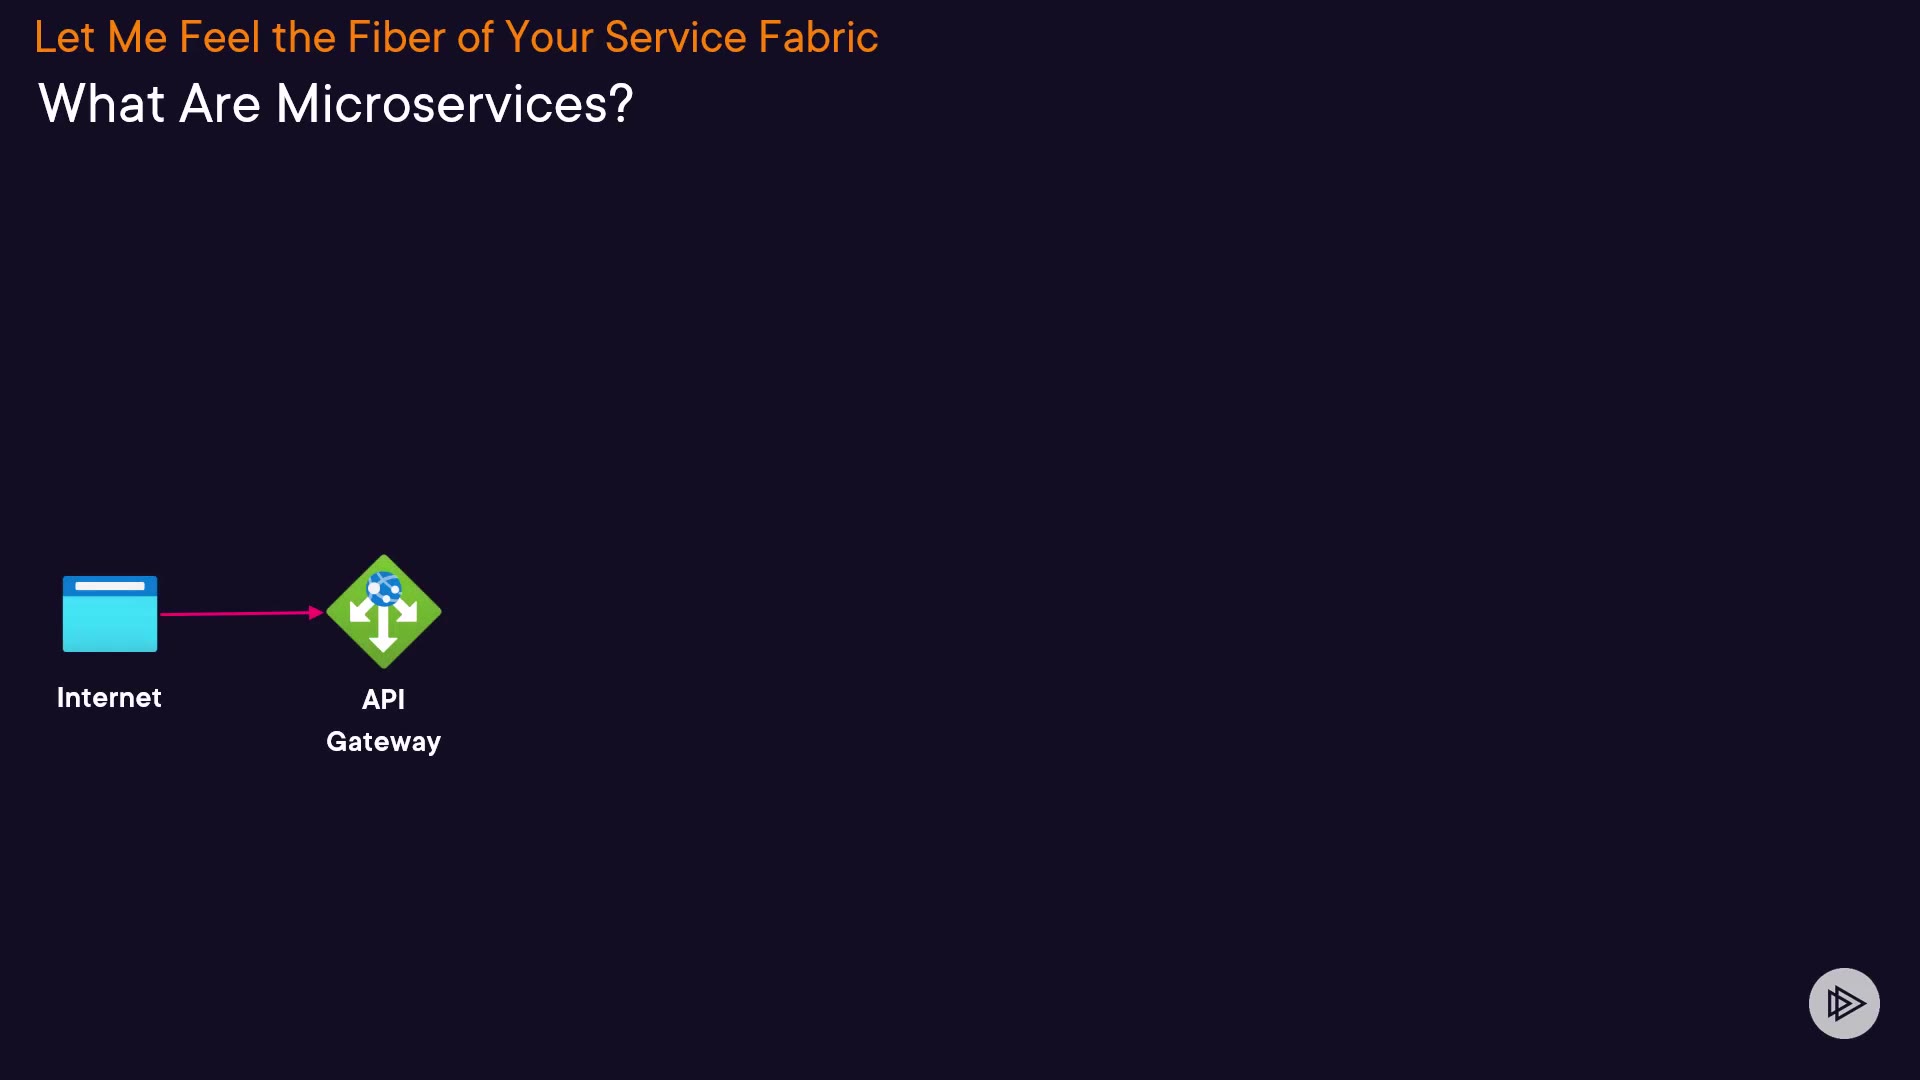 Let Me Feel the Fiber of Your Service Fabric
What Are Microservices?
Internet
API
Gateway